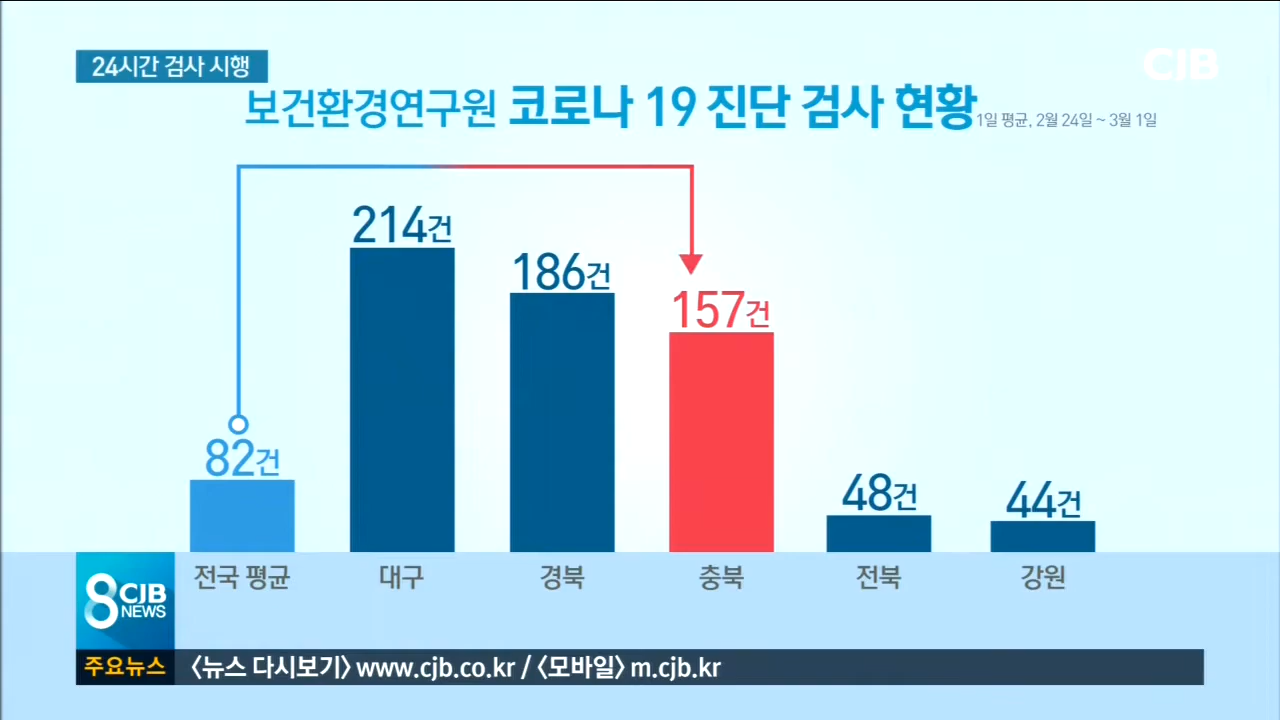 24시간 검사 시행
CJB
보건환경연구원 코로나 19 진단 검사 현황
1일 평균, 2월 24일 ~ 3월 1일
82건
214건
186건
157건
48건
44건
전국 평균
대구
경북
충북
전북
강원
8 CJB NEWS
주요뉴스 〈뉴스 다시보기〉 www.cjb.co.kr / 〈모바일〉 m.cjb.kr